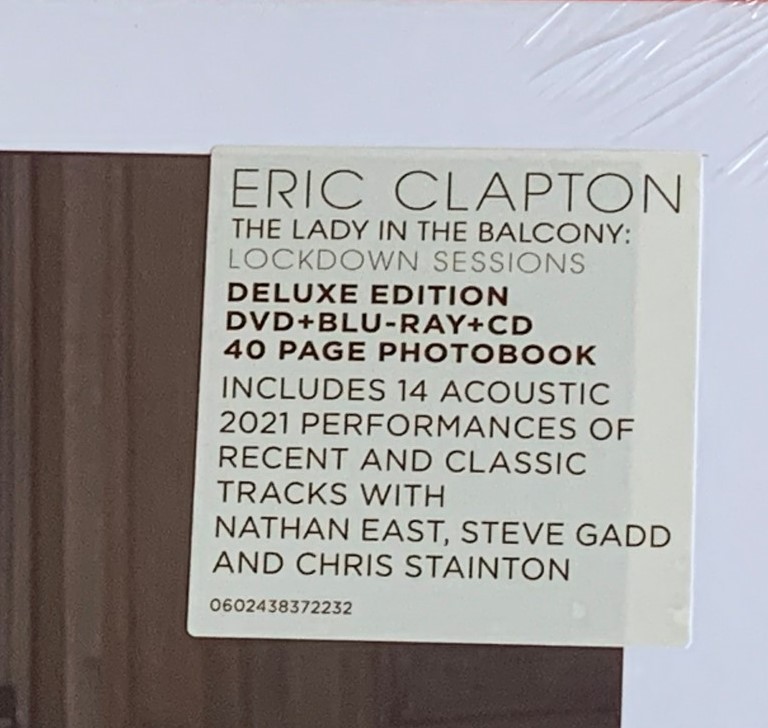 ERIC CLAPTON
THE LADY IN THE BALCONY:
LOCKDOWN SESSIONS
DELUXE EDITION
DVD+BLU-RAY+CD
40 PAGE PHOTOBOOK
INCLUDES 14 ACOUSTIC
2021 PERFORMANCES OF
RECENT AND CLASSIC
TRACKS WITH
NATHAN EAST, STEVE GADD
AND CHRIS STAINTON
0602438372232